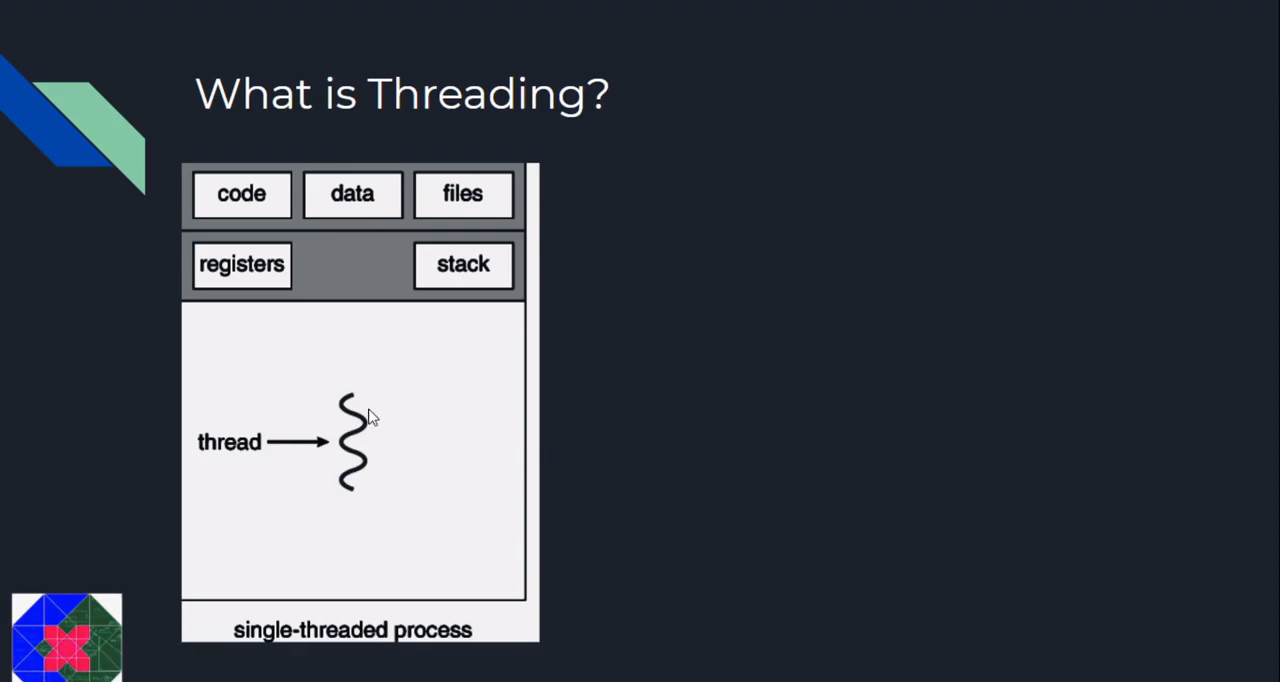 What is Threading?
code data files
registers stack
thread
single-threaded process